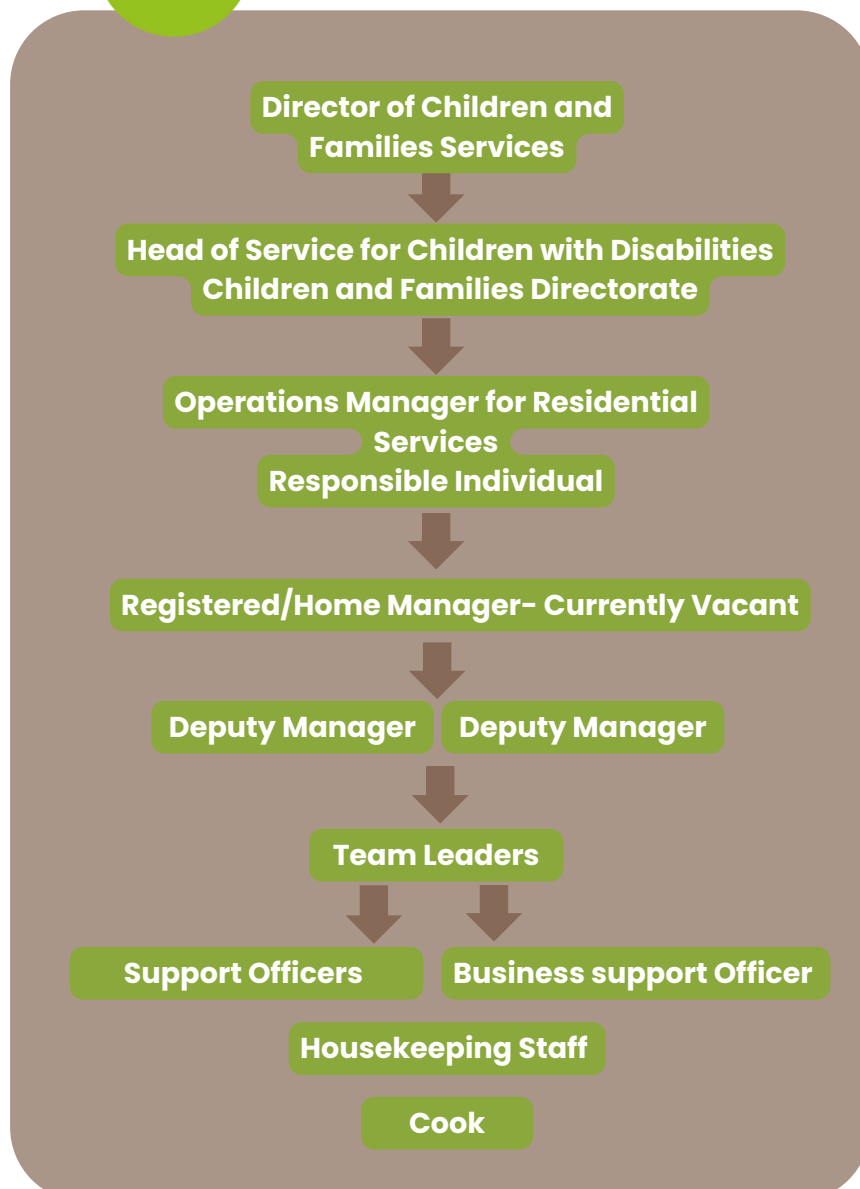 Director of Children and
Families Services
Head of Service for Children with Disabilities
Children and Families Directorate
Operations Manager for Residential
Services
Responsible Individual
Registered/Home Manager- Currently Vacant
Deputy Manager
Deputy Manager
Team Leaders
Support Officers
Business support Officer
Housekeeping Staff
Cook